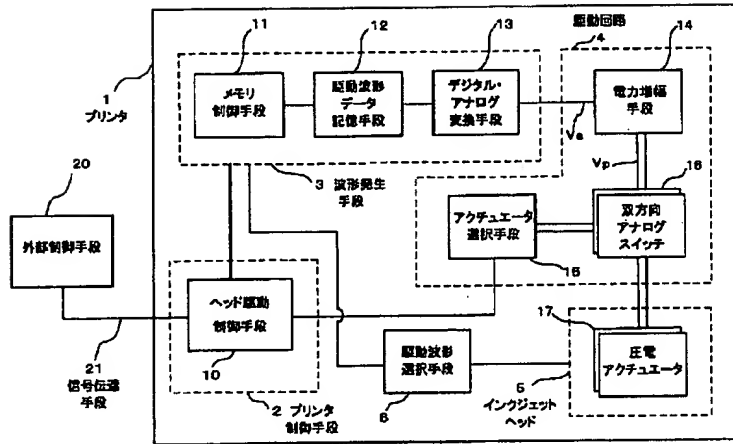 駆動回路
11
12
13
4
14
メモリ
制御手段
駆動波形
データ
記憶手段
デジタル・
アナログ
変換手段
電力増幅
手段
1
プリンタ
Va
Vp
3 波形発生
手段
16
20
外部制御手段
アクチュエータ
選択手段
双方向
アナログ
スイッチ
15
ヘッド駆動
制御手段
17
圧電
アクチュエータ
10
駆動波形
選択手段
21
信号伝達
手段
6
5
インクジェット
ヘッド
2 プリンタ
制御手段